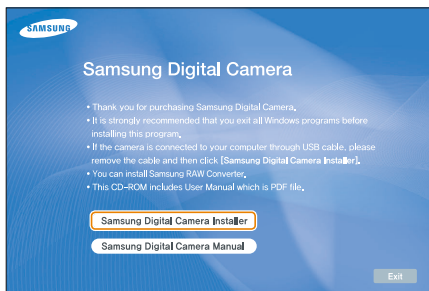 SAMSUNG
Samsung Digital Camera
• Thank you for purchasing Samsung Digital Camera.
• It is strongly recommended that you exit all Windows programs before
installing this program.
• If the camera is connected to your computer through USB cable, please
remove the cable and then click [Samsung Digital Camera Installer].
• You can install Samsung RAW Converter.
• This CD-ROM includes User Manual which is PDF file.
Samsung Digital Camera Installer
Samsung Digital Camera Manual
Exit